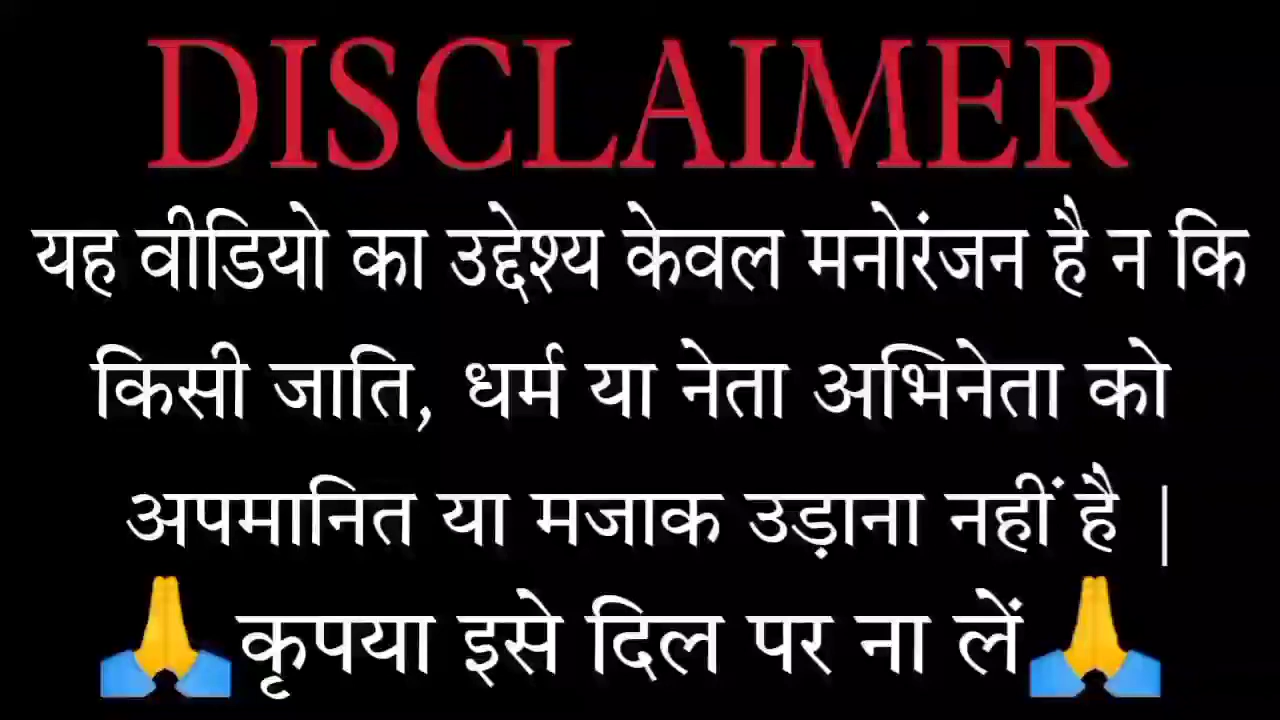 DISCLAIMER
यह वीडियो का उद्देश्य केवल मनोरंजन है न कि
किसी जाति, धर्म या नेता अभिनेता को
अपमानित या मजाक उड़ाना नहीं है |
🙏 कृपया इसे दिल पर ना लें🙏